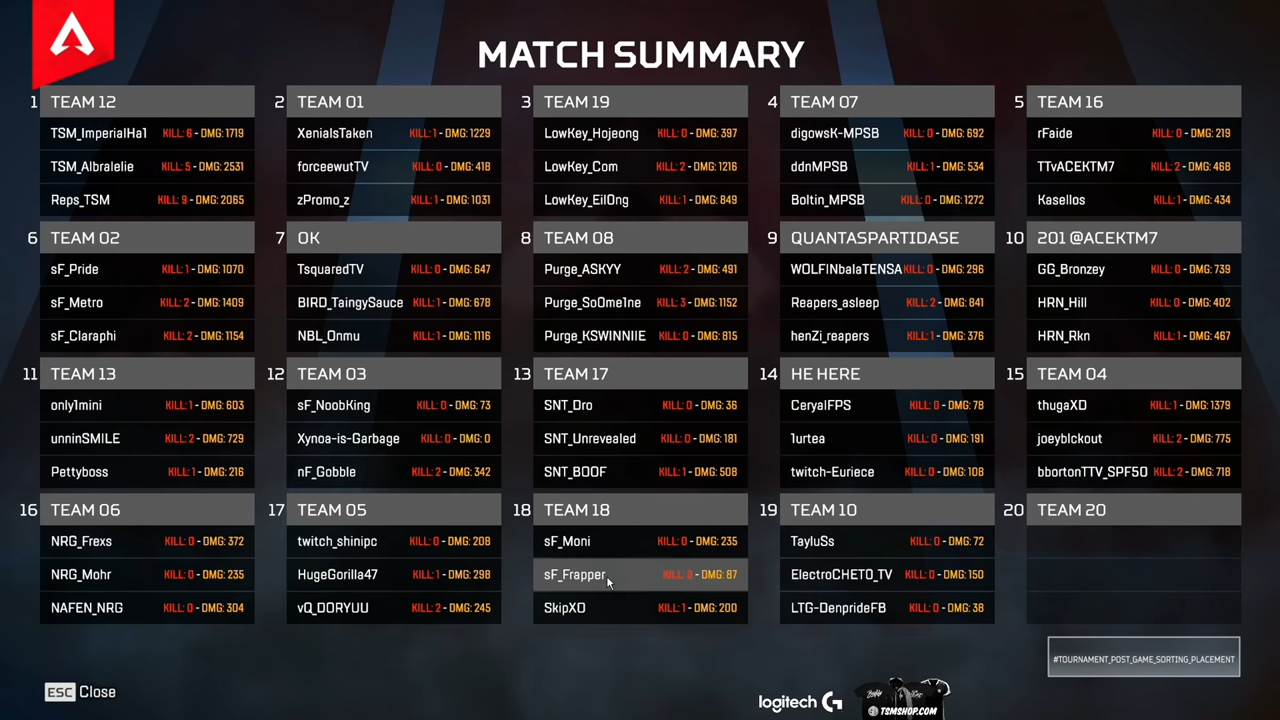 MATCH SUMMARY
1 TEAM 12
TSM_ImperialHal KILL: 6 - DMG: 1719
TSM_Albralelie KILL: 5 - DMG: 2531
Reps_TSM KILL: 9 - DMG: 2065
2 TEAM 01
XenialsTaken KILL: 1 - DMG: 1229
forceewutTV KILL: 0 - DMG: 418
zPromo_z KILL: 1 - DMG: 1031
3 TEAM 19
LowKey_Hojeong KILL: 0 - DMG: 397
LowKey_Com KILL: 2 - DMG: 1216
LowKey_EilOng KILL: 1 - DMG: 849
4 TEAM 07
digowsK-MPSB KILL: 0 - DMG: 692
ddnMPSB KILL: 1 - DMG: 534
Boltin_MPSB KILL: 0 - DMG: 1272
5 TEAM 16
rFaide KILL: 0 - DMG: 219
TTvACEKTM7 KILL: 2 - DMG: 468
Kasellos KILL: 1 - DMG: 434
6 TEAM 02
sF_Pride KILL: 1 - DMG: 1070
sF_Metro KILL: 2 - DMG: 1409
sF_Claraphi KILL: 2 - DMG: 1154
7 OK
TsquaredTV KILL: 0 - DMG: 647
BIRD_TaingySauce KILL: 1 - DMG: 678
NBL_Onmu KILL: 1 - DMG: 1116
8 TEAM 08
Purge_ASKYY KILL: 2 - DMG: 491
Purge_SoOme1ne KILL: 3 - DMG: 1152
Purge_KSWINNIIE KILL: 0 - DMG: 815
9 QUANTASPARTIDASE
WOLFINbalaTENSA KILL: 0 - DMG: 296
Reapers_asleep KILL: 2 - DMG: 841
henZi_reapers KILL: 1 - DMG: 376
10 201 @ACEKTM7
GG_Bronzey KILL: 0 - DMG: 739
HRN_Hill KILL: 0 - DMG: 402
HRN_Rkn KILL: 1 - DMG: 467
11 TEAM 13
only1mini KILL: 1 - DMG: 603
unninSMILE KILL: 2 - DMG: 729
Pettyboss KILL: 1 - DMG: 216
12 TEAM 03
sF_NoobKing KILL: 0 - DMG: 73
Xynoa-is-Garbage KILL: 0 - DMG: 0
nF_Gobble KILL: 2 - DMG: 342
13 TEAM 17
SNT_Dro KILL: 0 - DMG: 36
SNT_Unrevealed KILL: 0 - DMG: 181
SNT_BOOF KILL: 1 - DMG: 508
14 HE HERE
CeryalFPS KILL: 0 - DMG: 78
1urtea KILL: 0 - DMG: 191
twitch-Euriece KILL: 0 - DMG: 108
15 TEAM 04
thugaXD KILL: 1 - DMG: 1379
joeyblckout KILL: 2 - DMG: 775
bbortonTTV_SPF50 KILL: 2 - DMG: 718
16 TEAM 06
NRG_Frexs KILL: 0 - DMG: 372
NRG_Mohr KILL: 0 - DMG: 235
NAFEN_NRG KILL: 0 - DMG: 304
17 TEAM 05
twitch_shinipc KILL: 0 - DMG: 208
HugeGorilla47 KILL: 1 - DMG: 298
vQ_DORYUU KILL: 2 - DMG: 245
18 TEAM 18
sF_Moni KILL: 0 - DMG: 235
sF_Frapper KILL: 0 - DMG: 87
SkipXO KILL: 1 - DMG: 200
19 TEAM 10
TayluSs KILL: 0 - DMG: 72
ElectroCHETO_TV KILL: 0 - DMG: 150
LTG-DenprideFB KILL: 0 - DMG: 38
20 TEAM 20
#TOURNAMENT_POST_GAME_SORTING_PLACEMENT
ESC Close
logitech G
TSMSHOP.COM